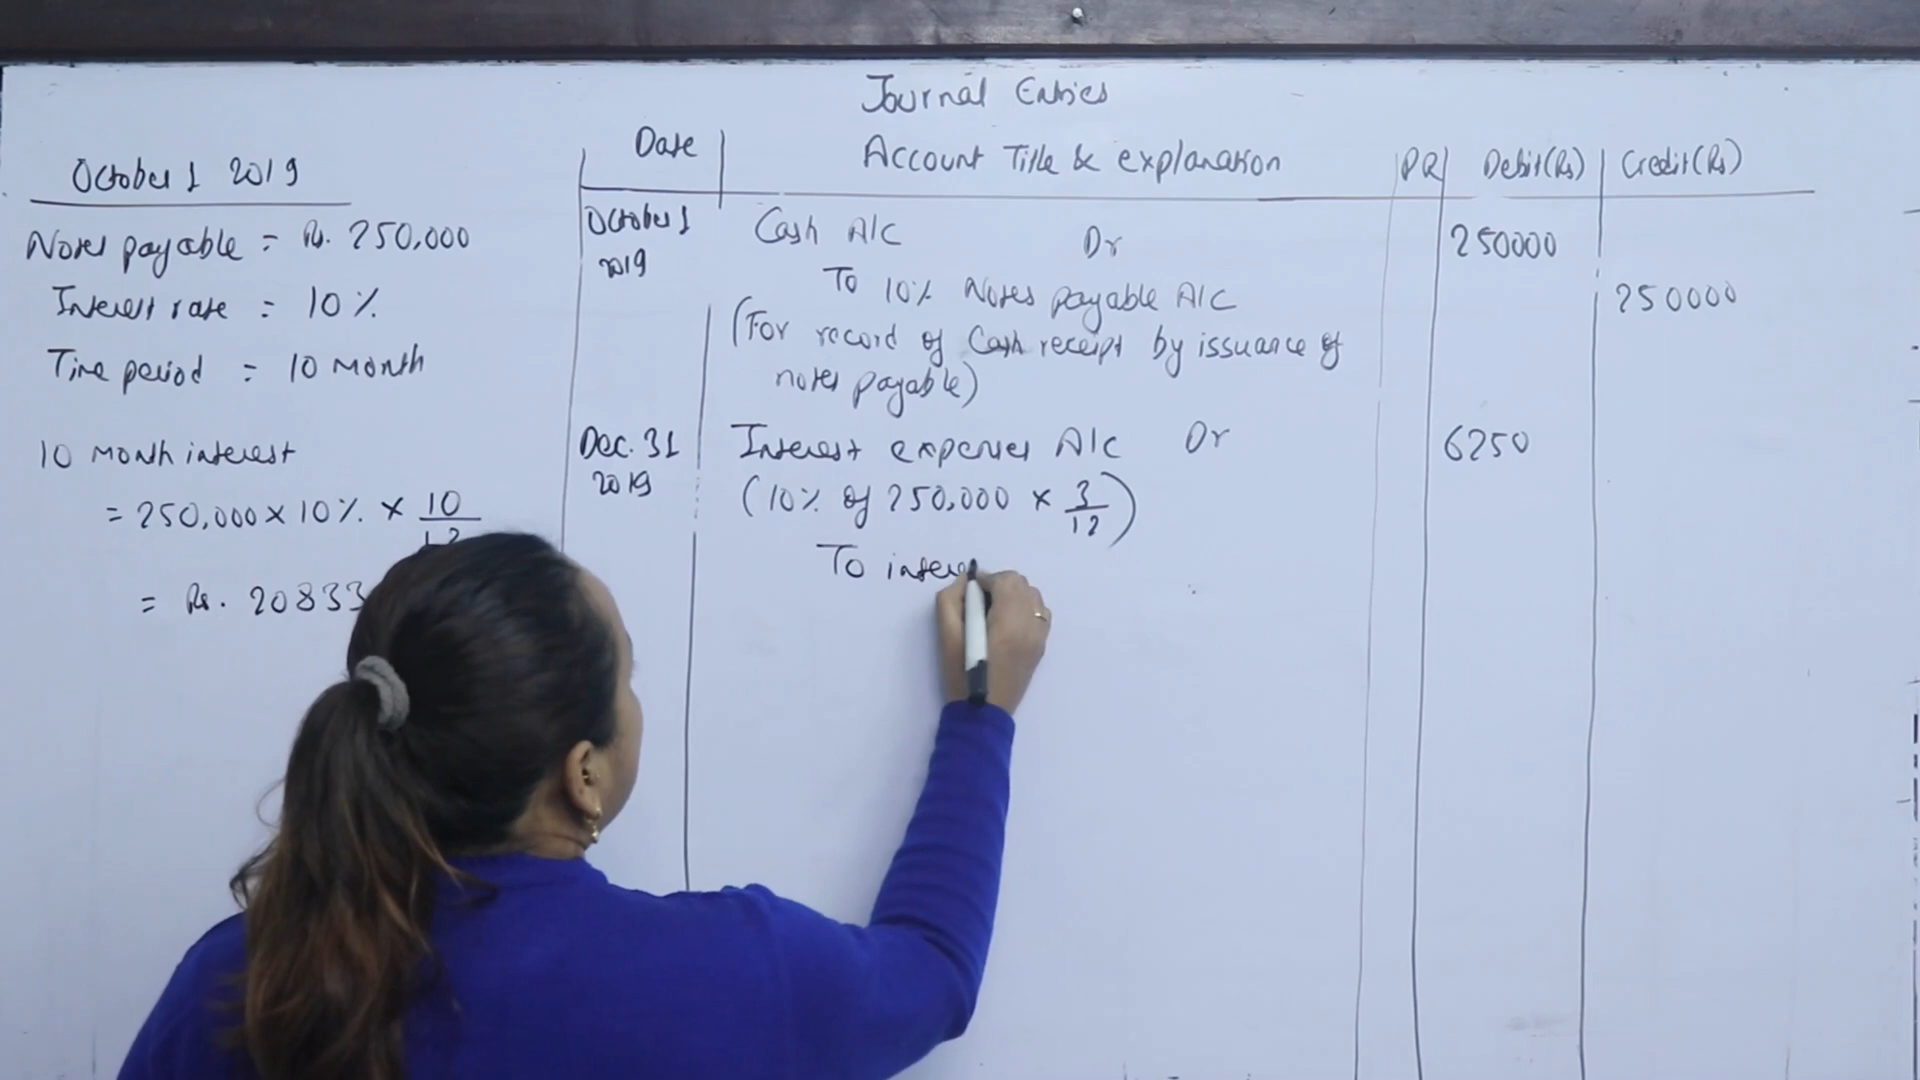 Journal Entries
October 1 2019
Notes payable = Rs. 250,000
Interest rate = 10%
Time period = 10 month
10 month interest
= 250,000 × 10% × 10/12
= Rs. 20833
Date | Account Title & explanation | PR | Debit (Rs) | Credit (Rs)
October 1 Cash A/C Dr 250000
2019 To 10% Notes payable A/C 250000
(For record of Cash receipt by issuance of
notes payable)
Dec. 31 Interest expenses A/C Dr 6250
2019 (10% of 250,000 × 3/12)
To intere